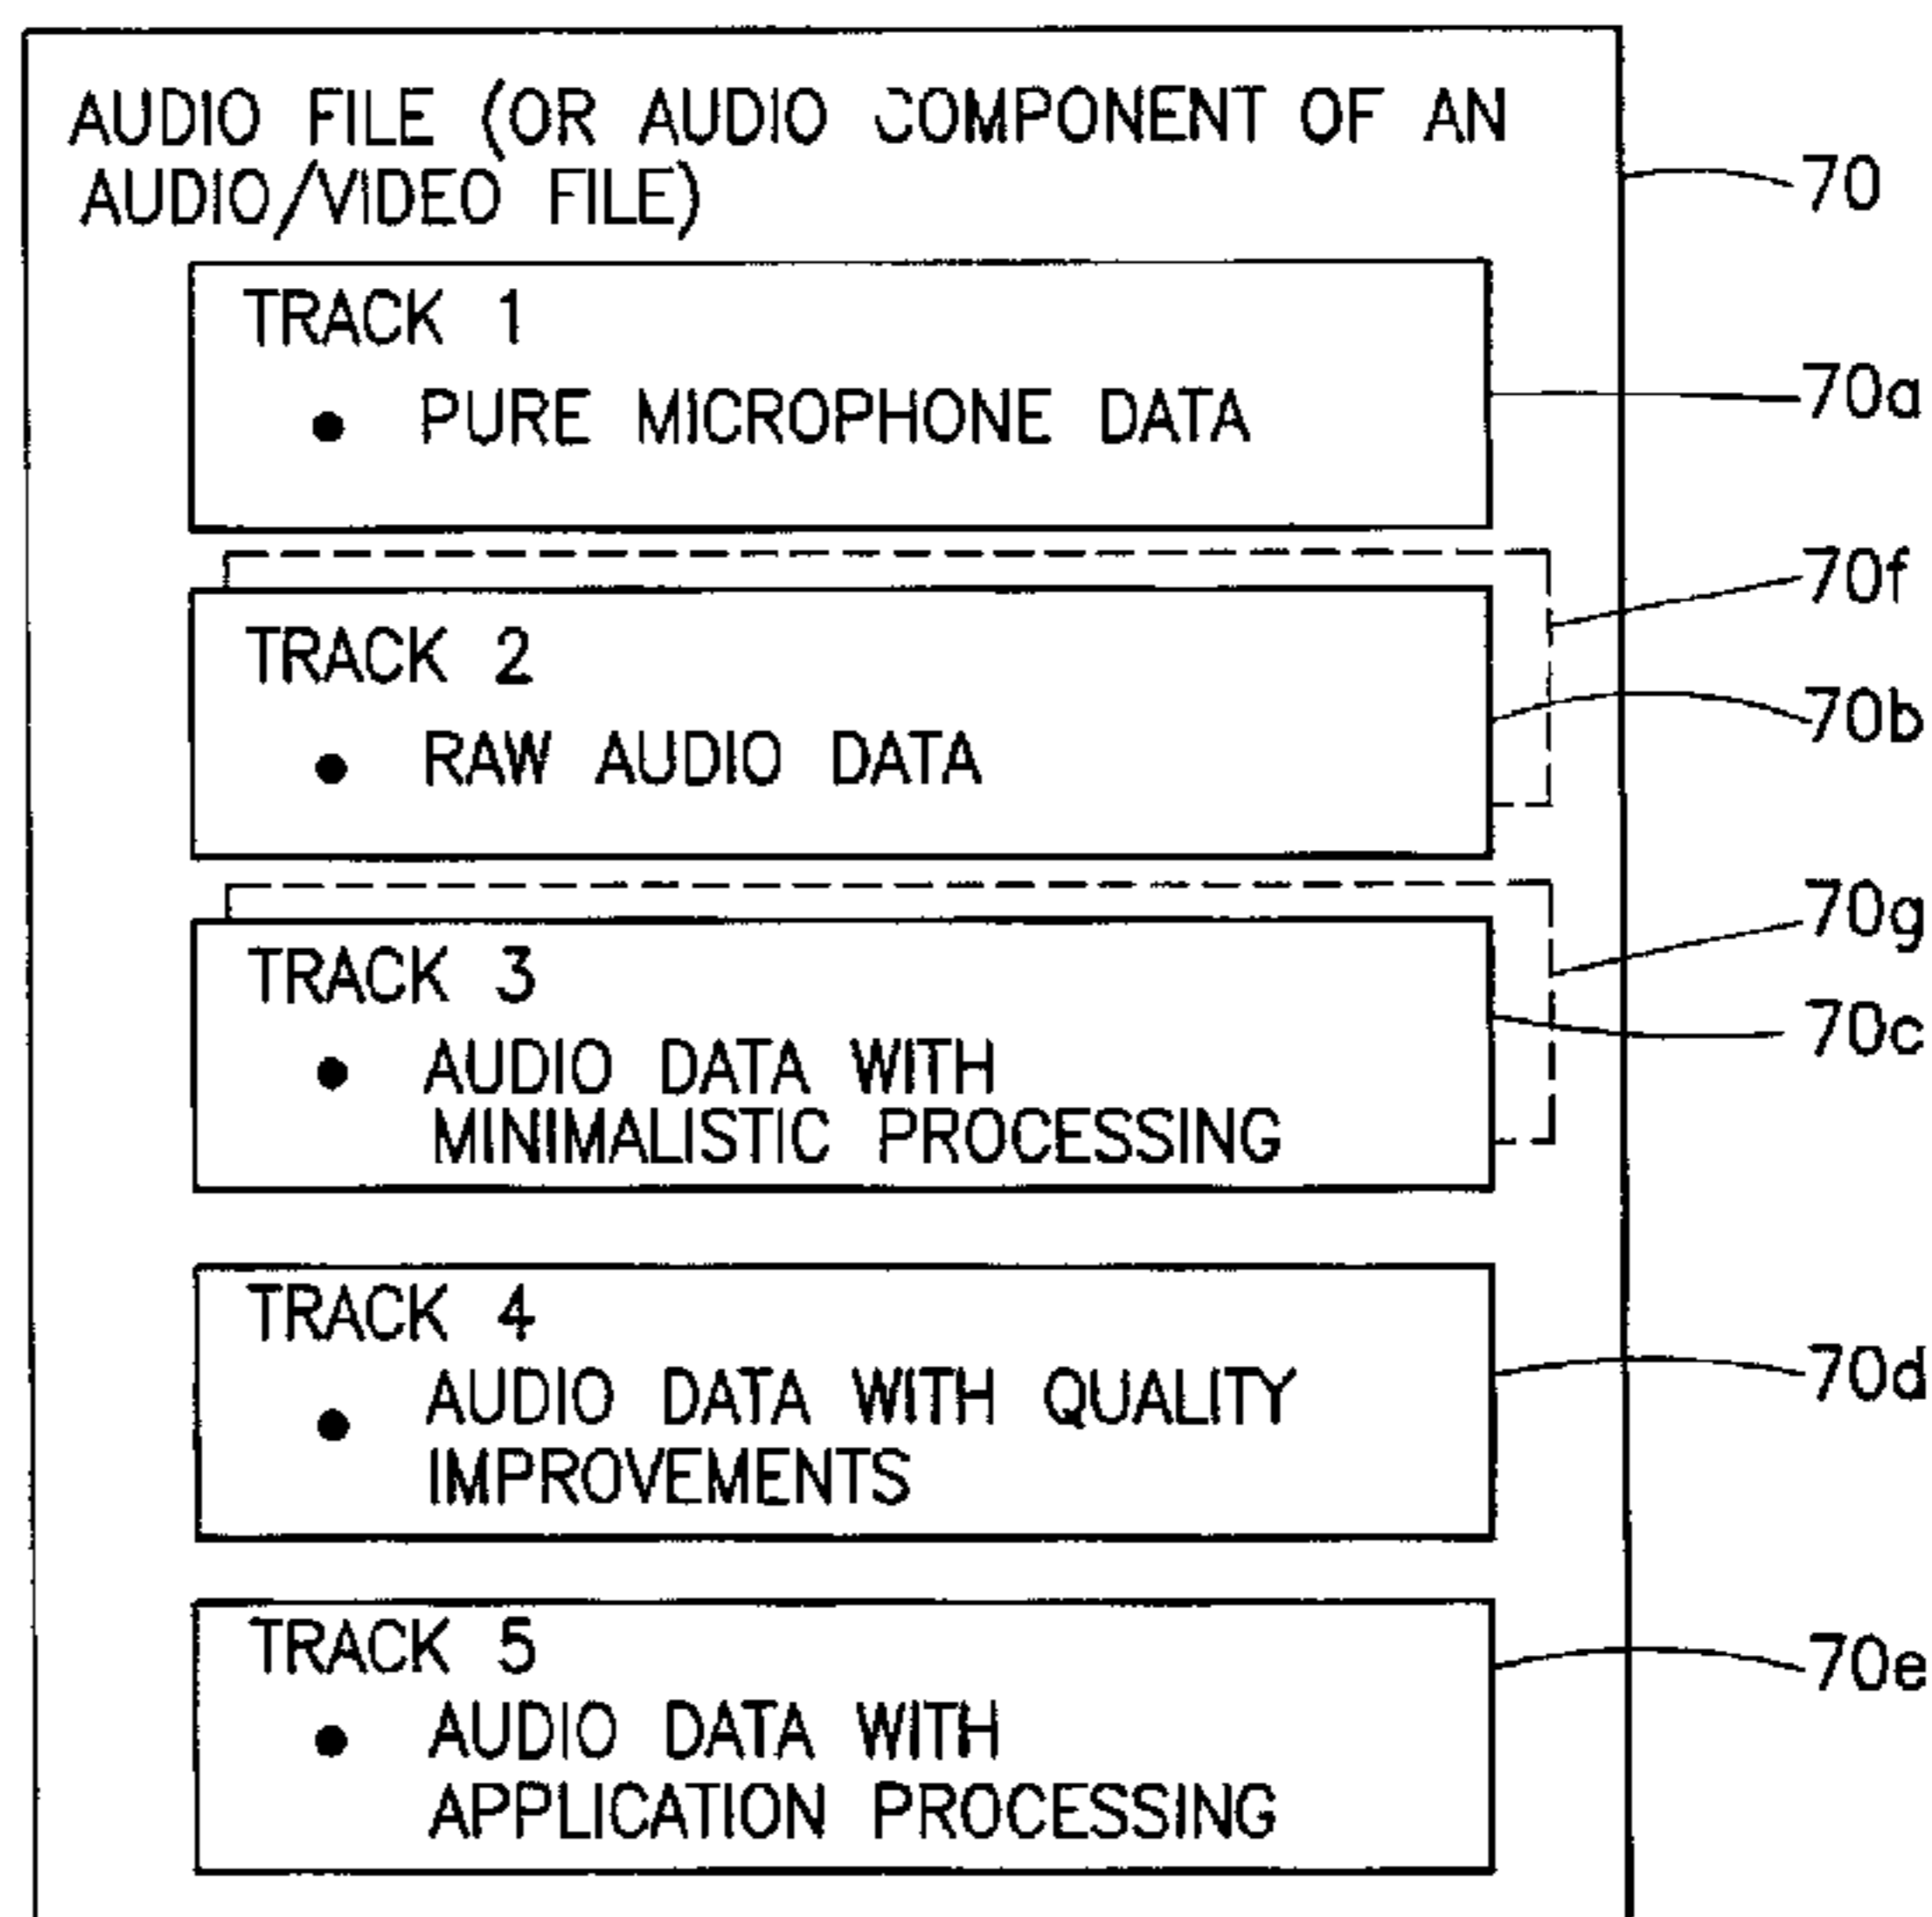 AUDIO FILE (OR AUDIO COMPONENT OF AN
AUDIO/VIDEO FILE)
70
TRACK 1
• PURE MICROPHONE DATA
70a
70f
TRACK 2
• RAW AUDIO DATA
70b
70g
TRACK 3
• AUDIO DATA WITH
MINIMALISTIC PROCESSING
70c
TRACK 4
• AUDIO DATA WITH QUALITY
IMPROVEMENTS
70d
TRACK 5
• AUDIO DATA WITH
APPLICATION PROCESSING
70e